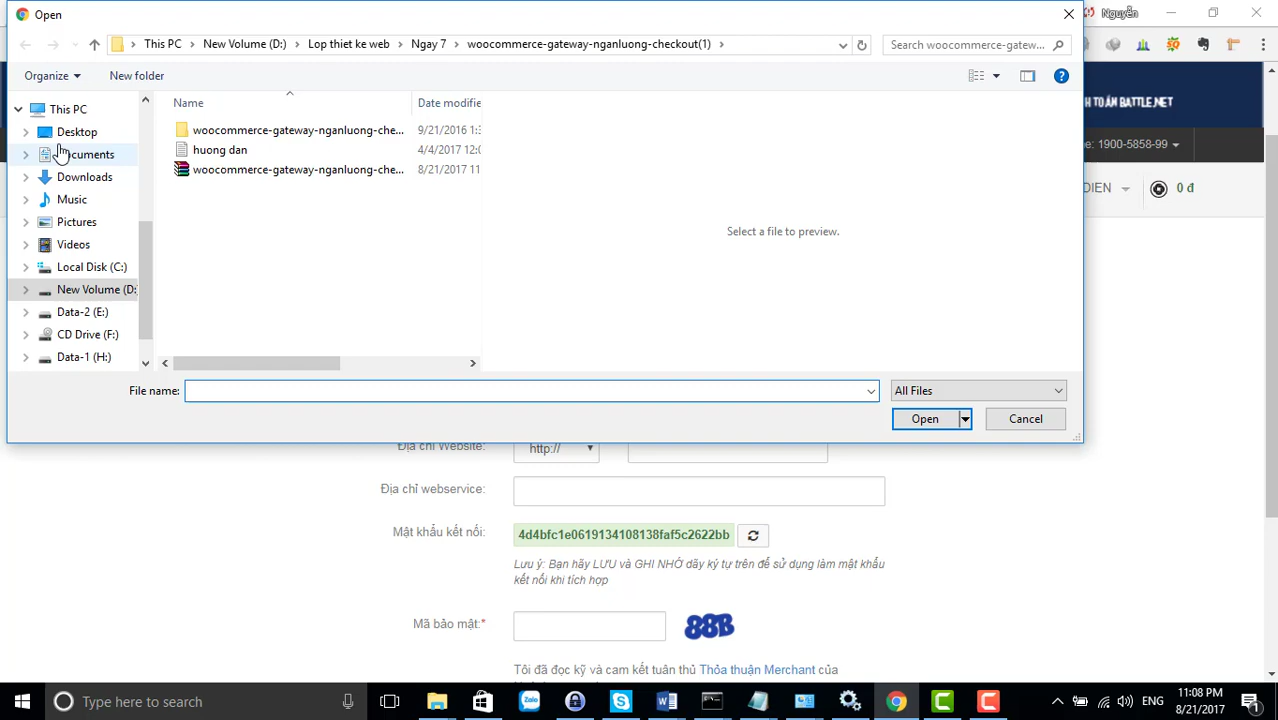 Open
Nguyễn
This PC > New Volume (D:) > Lop thiet ke web > Ngay 7 > woocommerce-gateway-nganluong-checkout(1) >
Search woocommerce-gatew...
Organize
New folder
This PC
Desktop
Documents
Downloads
Music
Pictures
Videos
Local Disk (C:)
New Volume (D:
Data-2 (E:)
CD Drive (F:)
Data-1 (H:)
Name
Date modifie
woocommerce-gateway-nganluong-che...
9/21/2016 1:3
huong dan
4/4/2017 12:0
woocommerce-gateway-nganluong-che...
8/21/2017 11
Select a file to preview.
H TOÁN BATTLE.NET
e: 1900-5858-99
DIEN
0 đ
File name:
All Files
Open
Cancel
Địa chỉ Website:
http://
Địa chỉ webservice:
Mật khẩu kết nối:
4d4bfc1e0619134108138faf5c2622bb
Lưu ý: Bạn hãy LƯU và GHI NHỚ dãy ký tự trên để sử dụng làm mật khẩu
kết nối khi tích hợp
Mã bảo mật:*
88B
Tôi đã đọc kỹ và cam kết tuân thủ Thỏa thuận Merchant của
Type here to search
Zalo
ENG
11:08 PM
8/21/2017
1